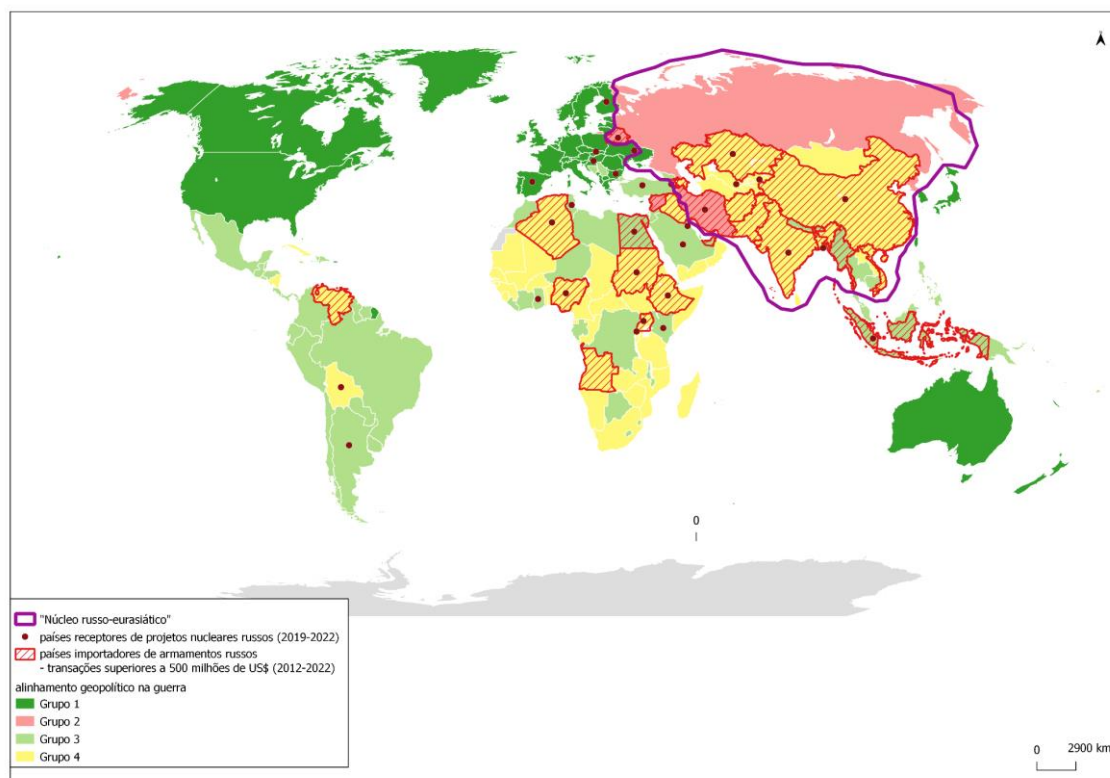 0
"Núcleo russo-eurasiático"
países receptores de projetos nucleares russos (2019-2022)
países importadores de armamentos russos
- transações superiores a 500 milhões de US$ (2012-2022)
alinhamento geopolítico na guerra
Grupo 1
Grupo 2
Grupo 3
Grupo 4
0 2900 km